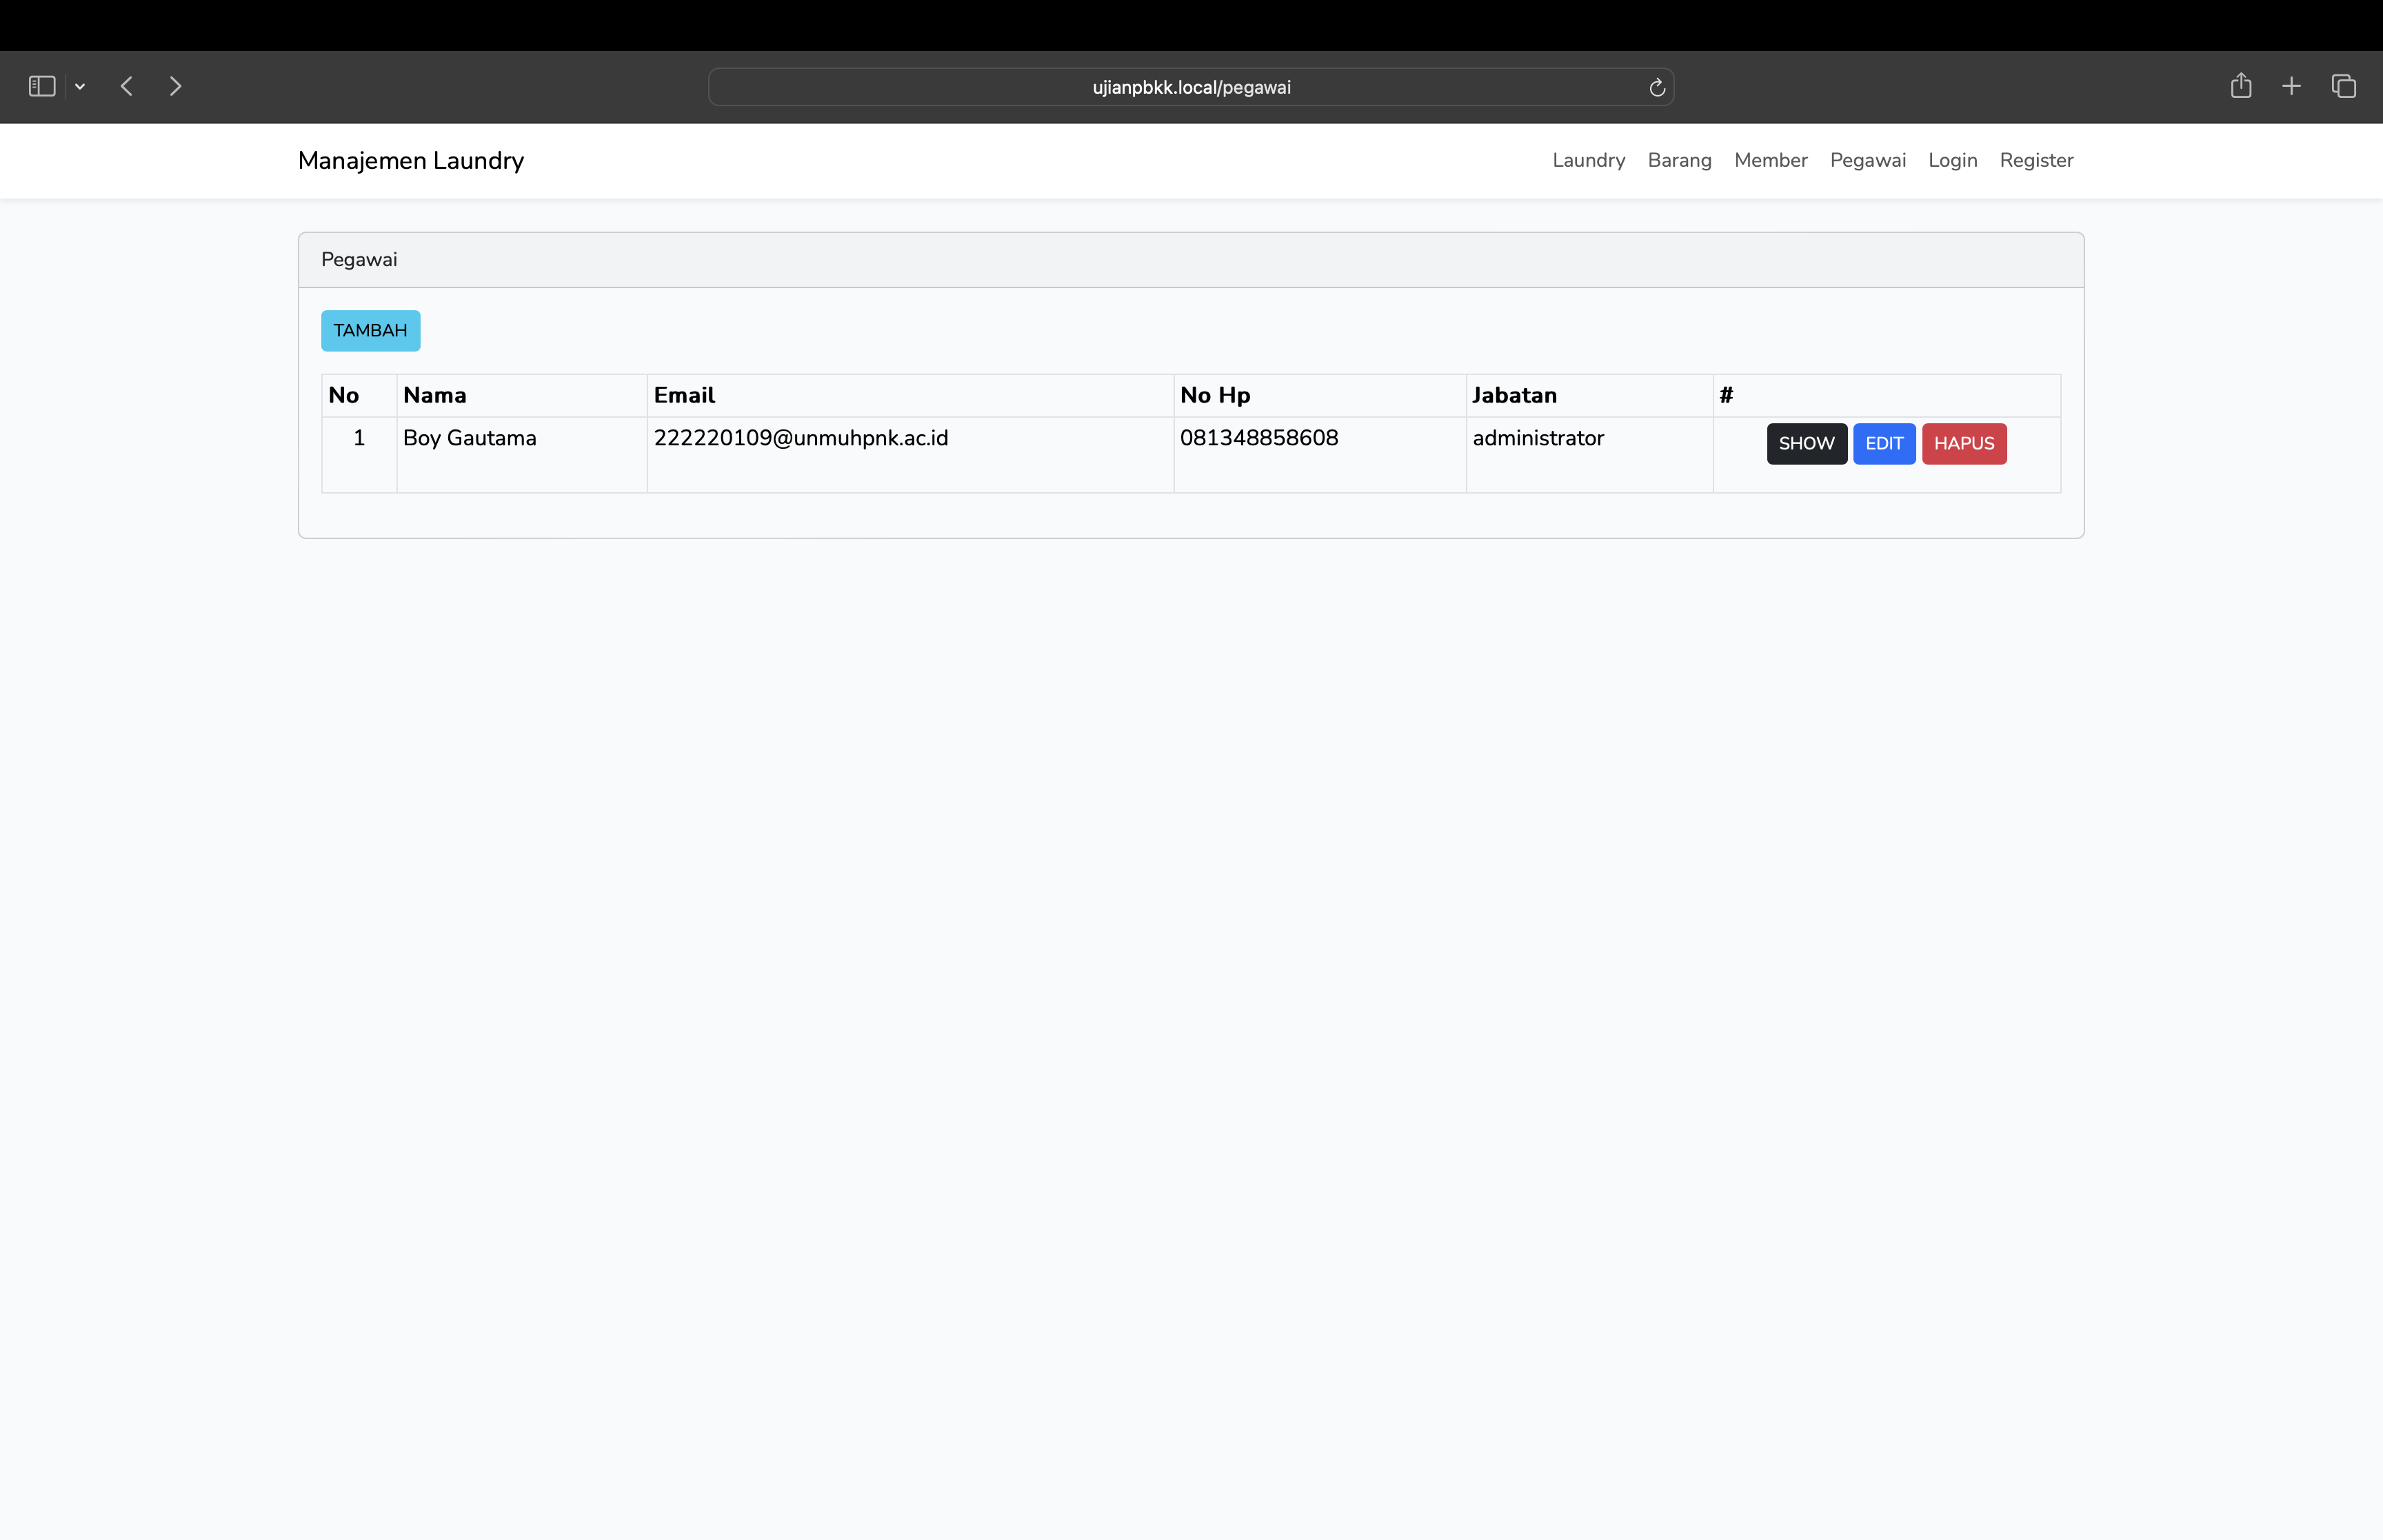 ujianpbkk.local/pegawai
Manajemen Laundry Laundry Barang Member Pegawai Login Register
Pegawai
TAMBAH
No Nama Email No Hp Jabatan #
1 Boy Gautama 222220109@unmuhpnk.ac.id 081348858608 administrator SHOW EDIT HAPUS